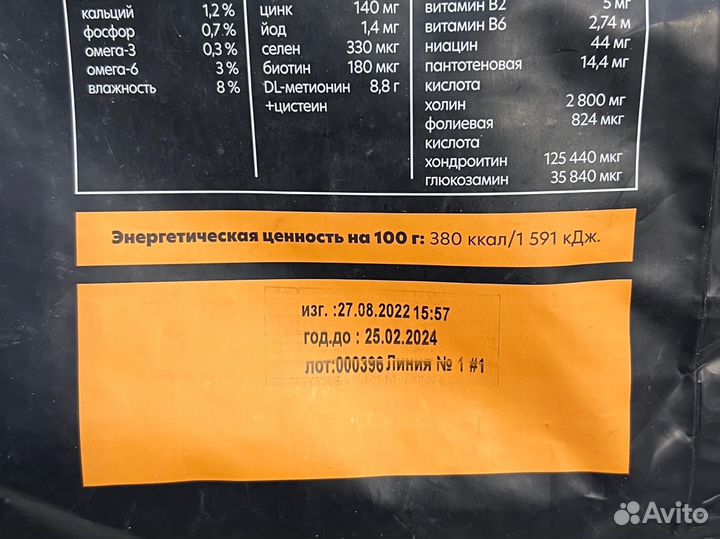 кальций 1,2 %
фосфор 0,7 %
омега-3 0,3 %
омега-6 3 %
влажность 8 %
цинк 140 мг
йод 1,4 мг
селен 330 мкг
биотин 180 мкг
DL-метионин 8,8 г
+цистеин
витамин B2 5 мг
витамин B6 2,74 м
ниацин 44 мг
пантотеновая 14,4 мг
кислота
холин 2 800 мг
фолиевая 824 мкг
кислота
хондроитин 125 440 мкг
глюкозамин 35 840 мкг
Энергетическая ценность на 100 г: 380 ккал/1 591 кДж.
изг. :27.08.2022 15:57
год.до : 25.02.2024
лот:000396 Линия № 1 #1
Avito